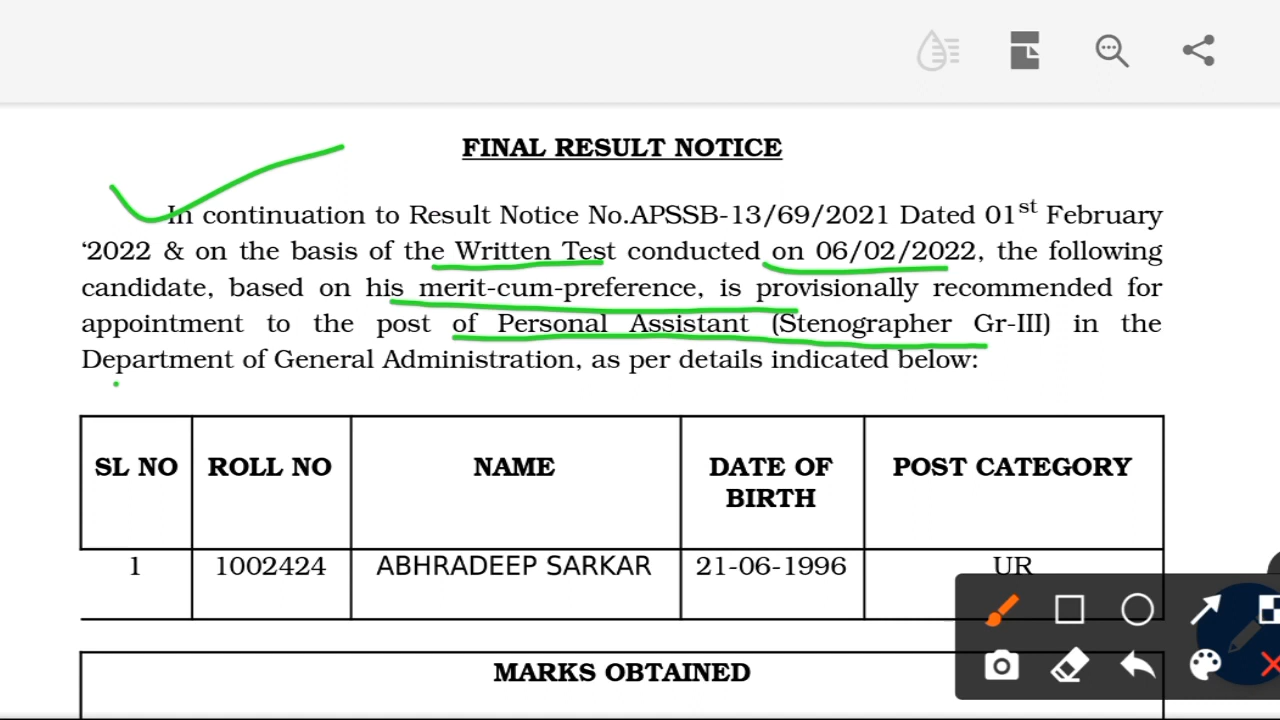 FINAL RESULT NOTICE
In continuation to Result Notice No.APSSB-13/69/2021 Dated 01st February
‘2022 & on the basis of the Written Test conducted on 06/02/2022, the following
candidate, based on his merit-cum-preference, is provisionally recommended for
appointment to the post of Personal Assistant (Stenographer Gr-III) in the
Department of General Administration, as per details indicated below:
SL NO ROLL NO NAME DATE OF BIRTH POST CATEGORY
1 1002424 ABHRADEEP SARKAR 21-06-1996 UR
MARKS OBTAINED